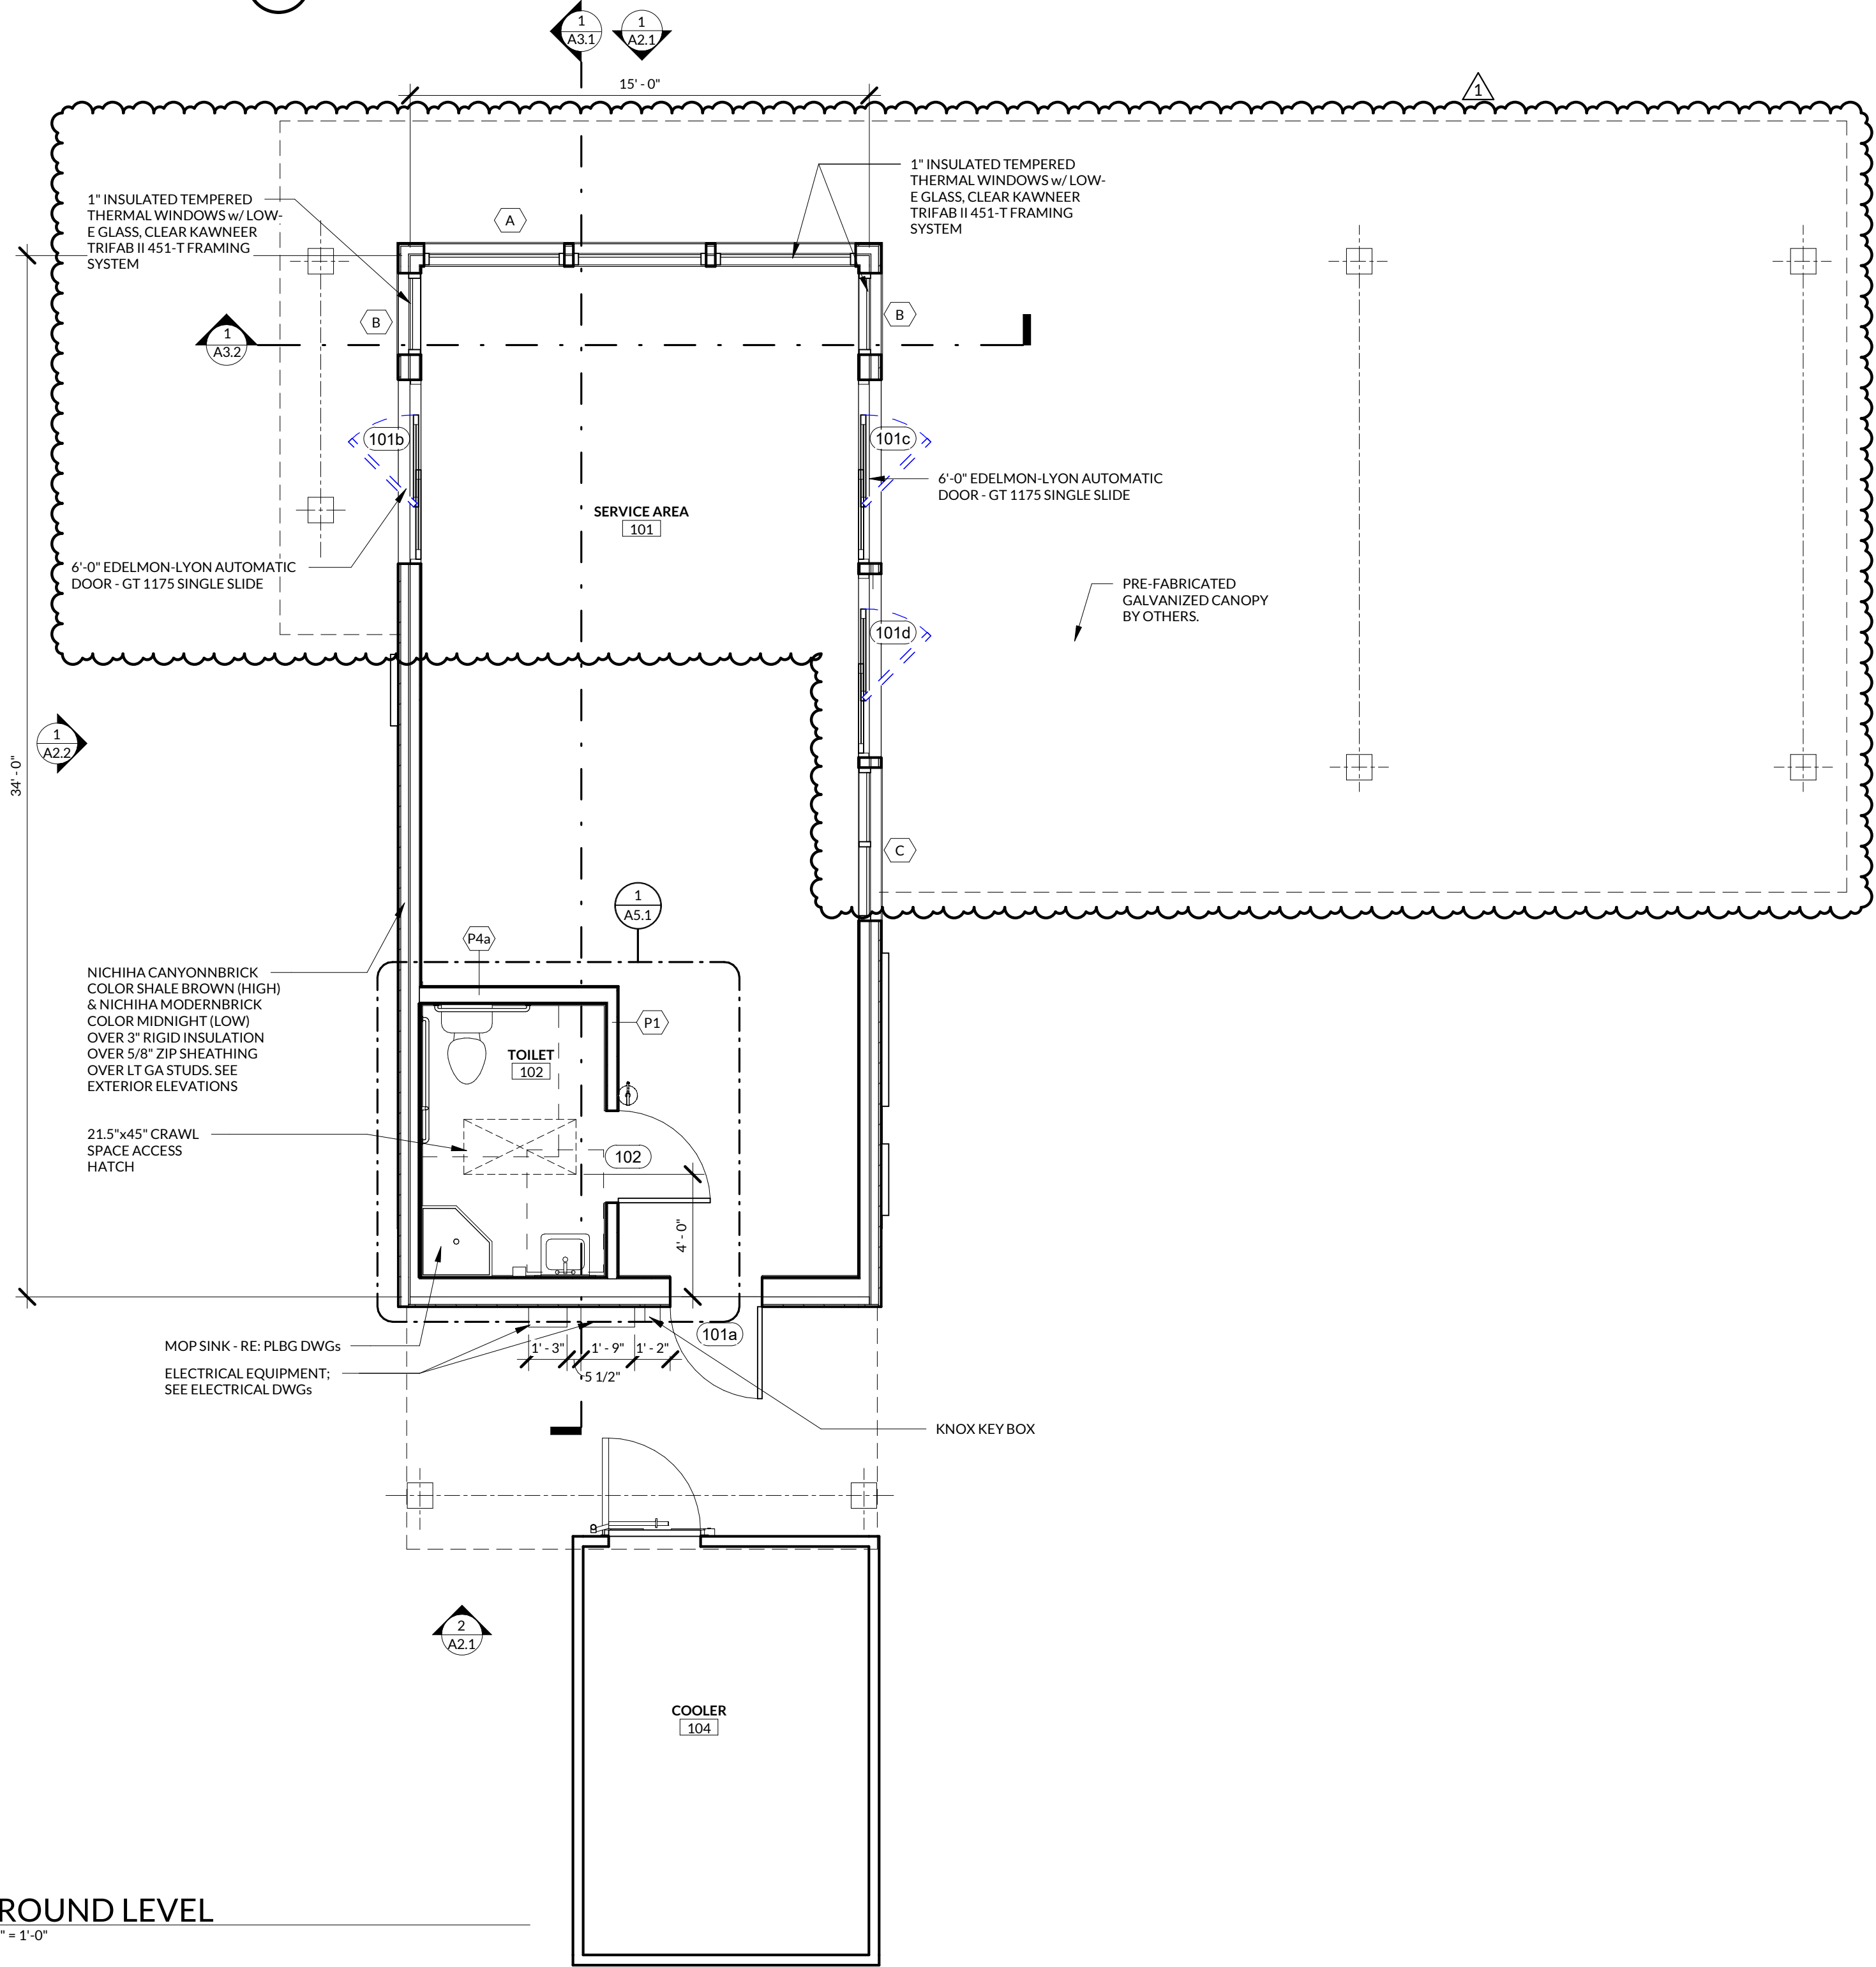 1
A3.1
1
A2.1
15' - 0"
1
1" INSULATED TEMPERED
THERMAL WINDOWS w/ LOW-
E GLASS, CLEAR KAWNEER
TRIFAB II 451-T FRAMING
SYSTEM
A
1" INSULATED TEMPERED
THERMAL WINDOWS w/ LOW-
E GLASS, CLEAR KAWNEER
TRIFAB II 451-T FRAMING
SYSTEM
B
B
1
A3.2
101b
101c
6'-0" EDELMON-LYON AUTOMATIC
DOOR - GT 1175 SINGLE SLIDE
SERVICE AREA
101
6'-0" EDELMON-LYON AUTOMATIC
DOOR - GT 1175 SINGLE SLIDE
PRE-FABRICATED
GALVANIZED CANOPY
BY OTHERS.
101d
1
A2.2
34' - 0"
C
1
A5.1
P4a
NICHIHA CANYONNBRICK
COLOR SHALE BROWN (HIGH)
& NICHIHA MODERNBRICK
COLOR MIDNIGHT (LOW)
OVER 3" RIGID INSULATION
OVER 5/8" ZIP SHEATHING
OVER LT GA STUDS. SEE
EXTERIOR ELEVATIONS
P1
TOILET
102
21.5"x45" CRAWL
SPACE ACCESS
HATCH
102
4' - 0"
101a
MOP SINK - RE: PLBG DWGs
1' - 3"
1' - 9"
1' - 2"
5 1/2"
ELECTRICAL EQUIPMENT;
SEE ELECTRICAL DWGs
KNOX KEY BOX
2
A2.1
COOLER
104
ROUND LEVEL
" = 1'-0"